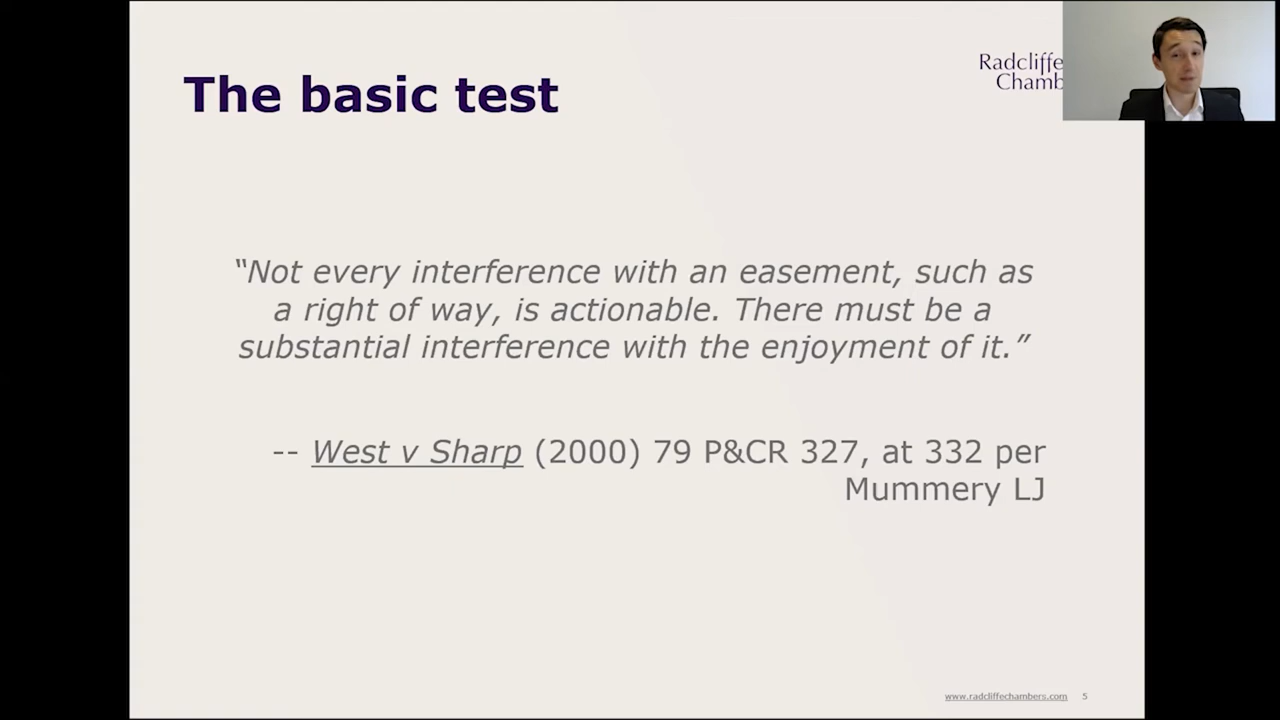 The basic test
Radcliffe
Chamb
“Not every interference with an easement, such as
a right of way, is actionable. There must be a
substantial interference with the enjoyment of it.”
-- West v Sharp (2000) 79 P&CR 327, at 332 per
Mummery LJ
www.radcliffechambers.com 5